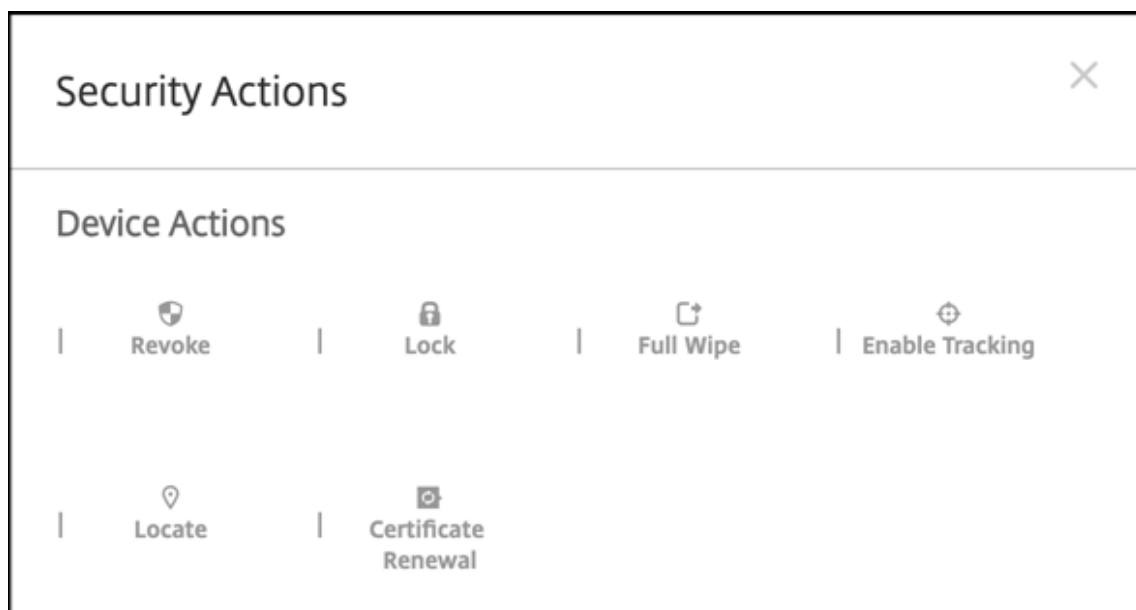 Security Actions
Device Actions
Revoke
Lock
Full Wipe
Enable Tracking
Locate
Certificate
Renewal